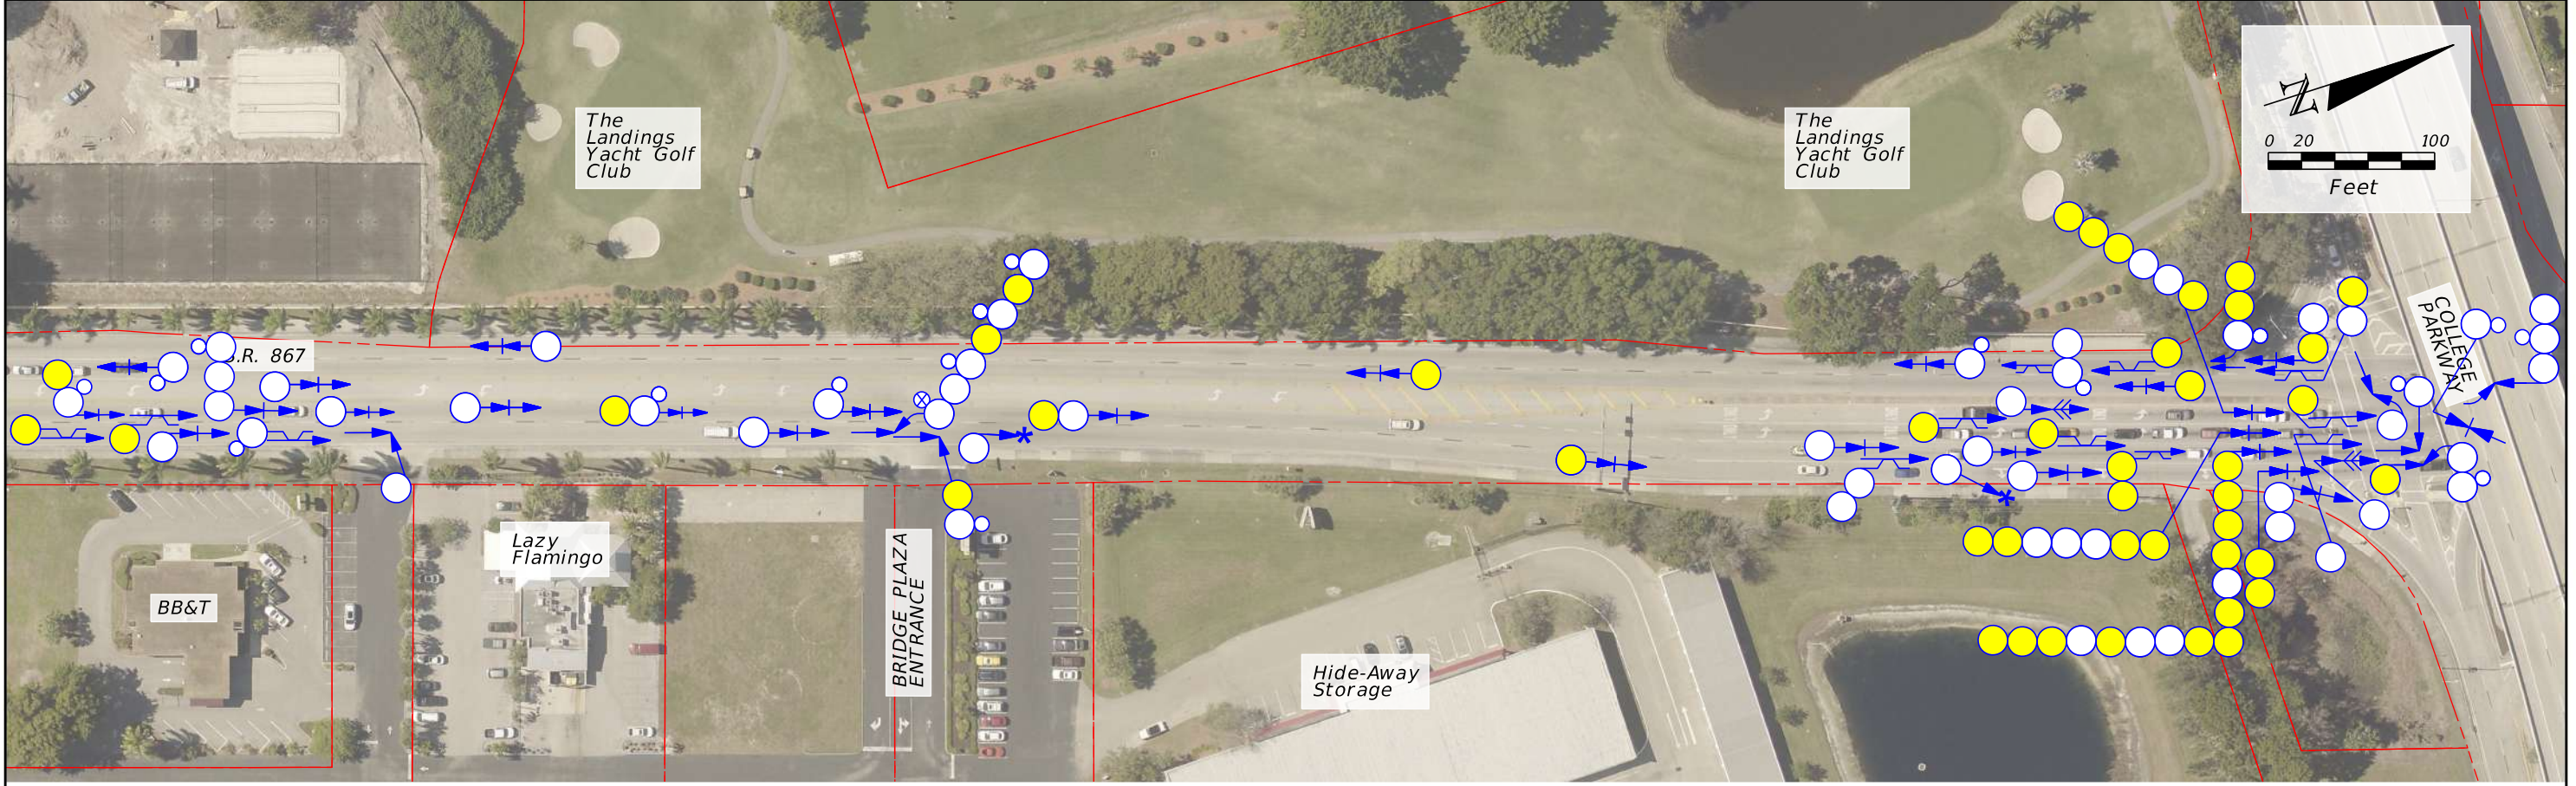 The
Landings
Yacht Golf
Club
The
Landings
Yacht Golf
Club
N
0 20 100
Feet
COLLEGE
PARKWAY
S.R. 867
Lazy
Flamingo
BB&T
BRIDGE PLAZA
ENTRANCE
Hide-Away
Storage